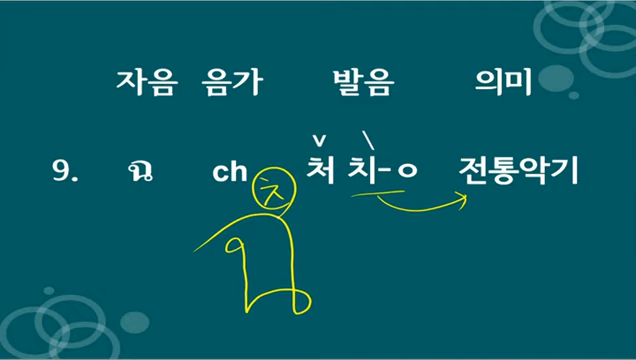 자음 음가 발음 의미
ˇ \
9. ฉ ch 처 치-ㅇ 전통악기
ㅊ